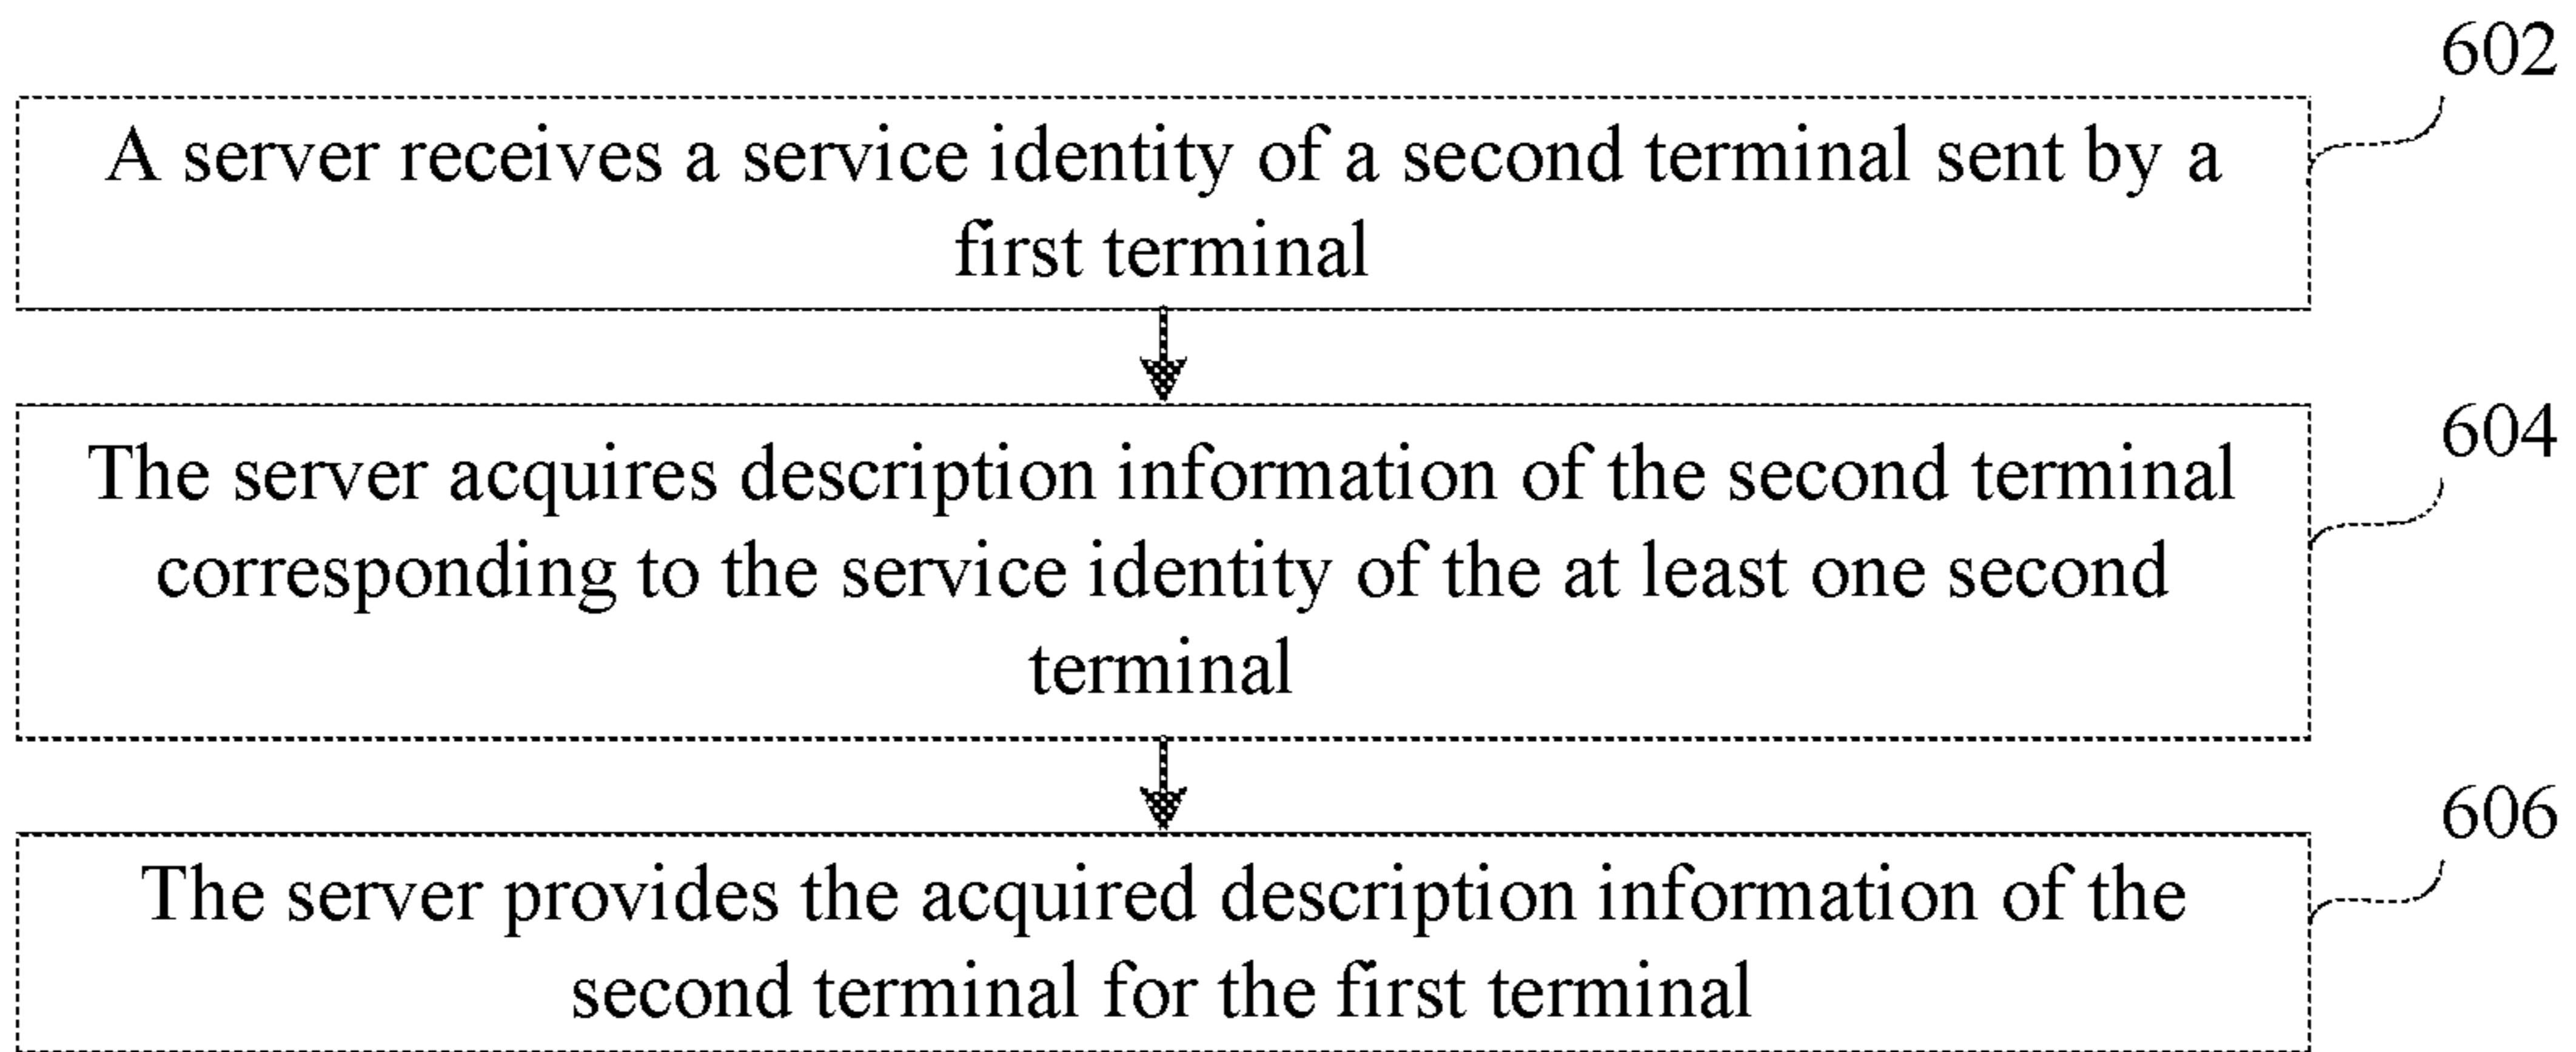 602
A server receives a service identity of a second terminal sent by a
first terminal
604
The server acquires description information of the second terminal
corresponding to the service identity of the at least one second
terminal
606
The server provides the acquired description information of the
second terminal for the first terminal